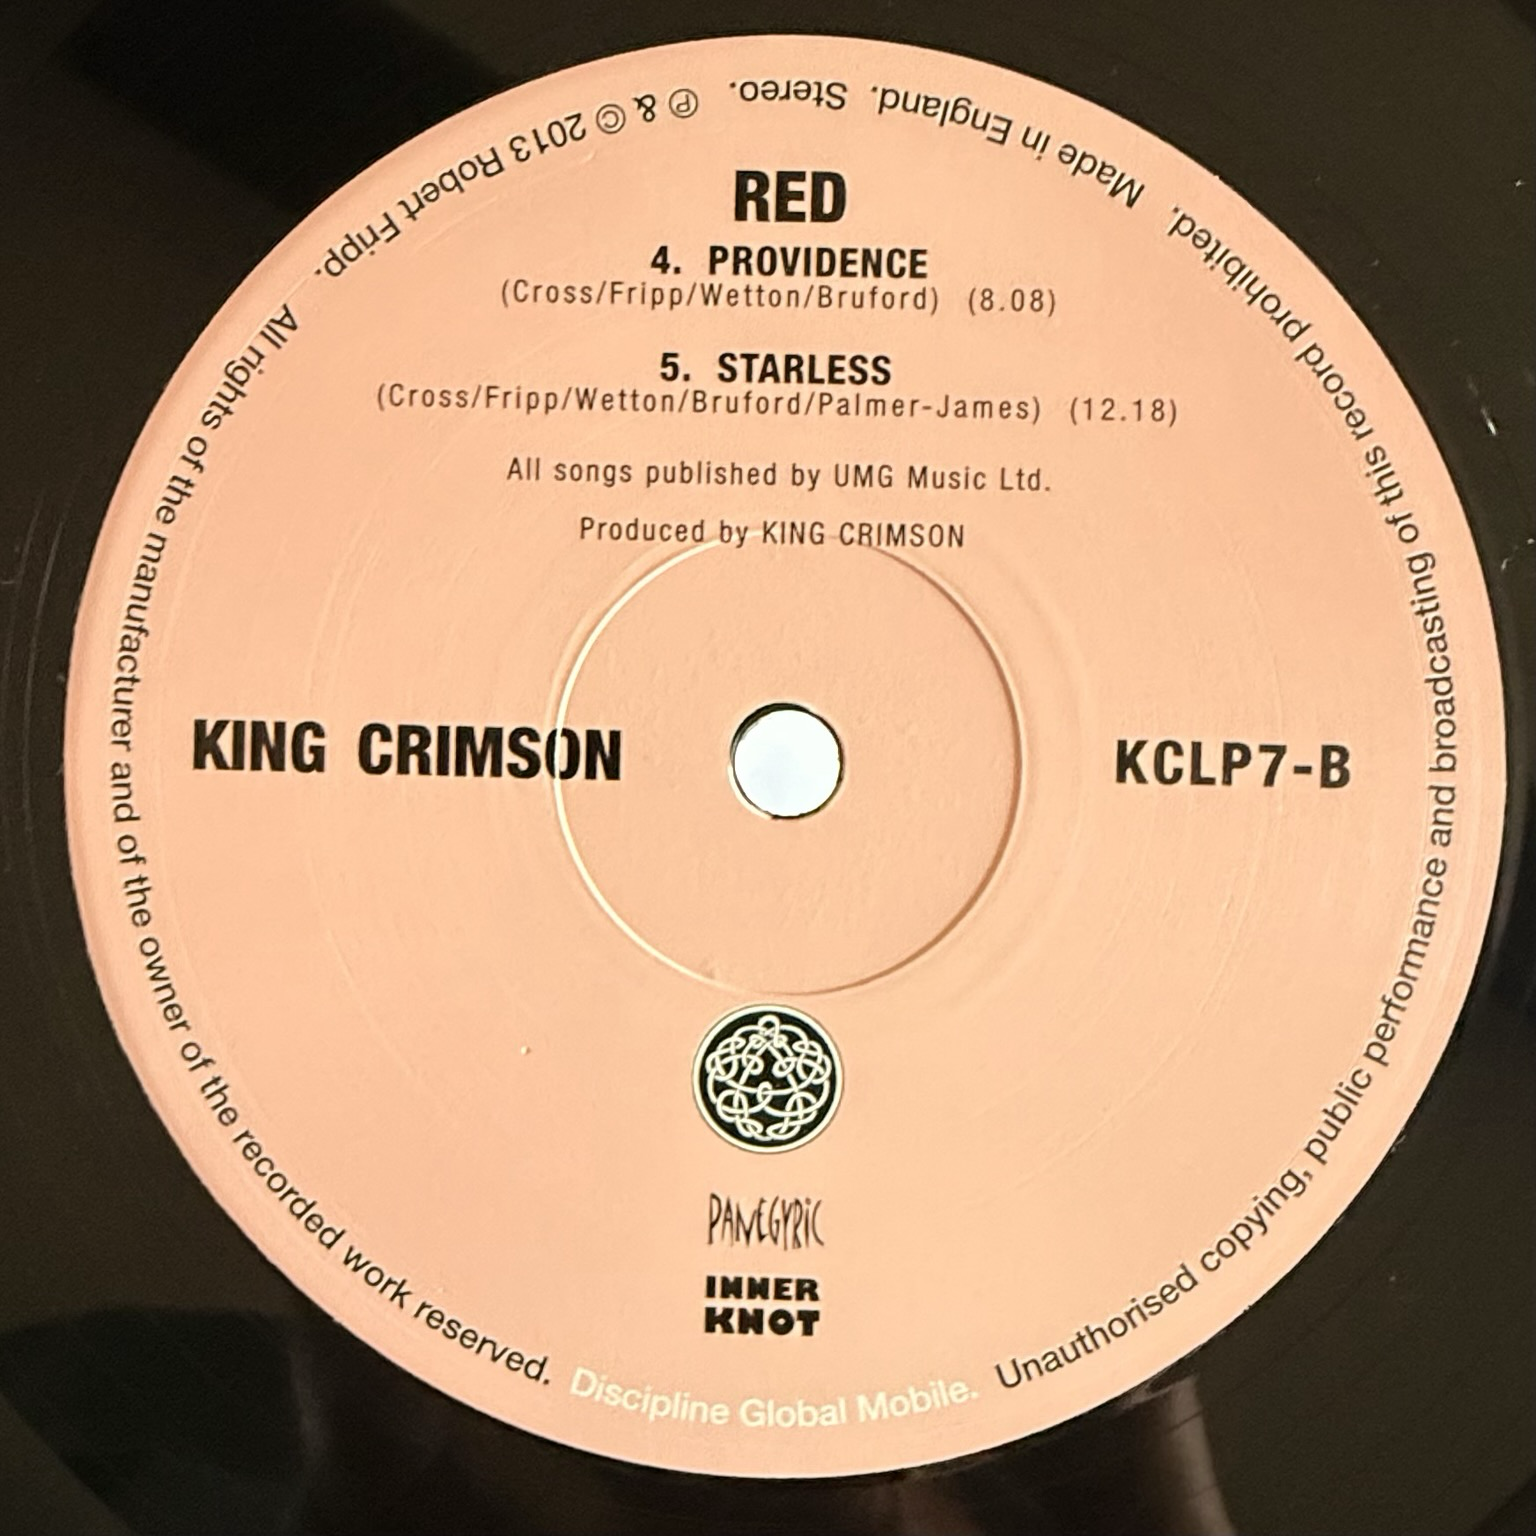 RED
4. PROVIDENCE
(Cross/Fripp/Wetton/Bruford) (8.08)
5. STARLESS
(Cross/Fripp/Wetton/Bruford/Palmer-James) (12.18)
All songs published by UMG Music Ltd.
Produced by KING CRIMSON
KING CRIMSON
KCLP7-B
PANEGYRIC
INNER
KNOT
℗ & © 2013 Robert Fripp. All rights of the manufacturer and of the owner of the recorded work reserved. Discipline Global Mobile. Unauthorised copying, public performance and broadcasting of this record prohibited. Made in England. Stereo.